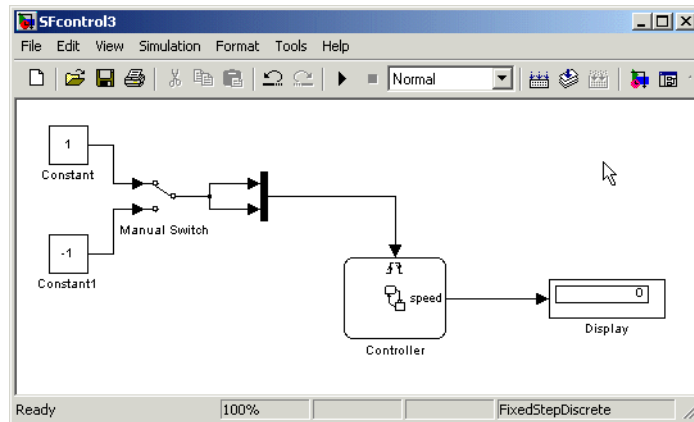 SFcontrol3
File Edit View Simulation Format Tools Help
Normal
1
Constant
Manual Switch
-1
Constant1
speed
Controller
0
Display
Ready 100% FixedStepDiscrete